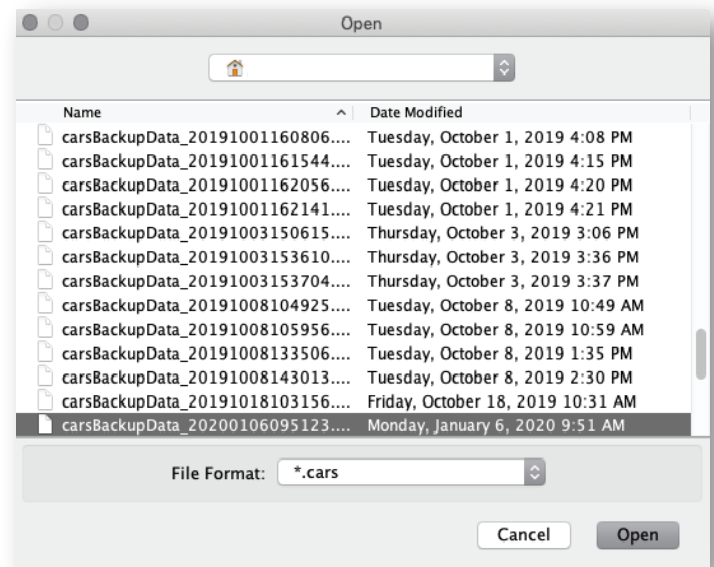 Open
Name Date Modified
carsBackupData_20191001160806.... Tuesday, October 1, 2019 4:08 PM
carsBackupData_20191001161544.... Tuesday, October 1, 2019 4:15 PM
carsBackupData_20191001162056.... Tuesday, October 1, 2019 4:20 PM
carsBackupData_20191001162141.... Tuesday, October 1, 2019 4:21 PM
carsBackupData_20191003150615.... Thursday, October 3, 2019 3:06 PM
carsBackupData_20191003153610.... Thursday, October 3, 2019 3:36 PM
carsBackupData_20191003153704.... Thursday, October 3, 2019 3:37 PM
carsBackupData_20191008104925.... Tuesday, October 8, 2019 10:49 AM
carsBackupData_20191008105956.... Tuesday, October 8, 2019 10:59 AM
carsBackupData_20191008133506.... Tuesday, October 8, 2019 1:35 PM
carsBackupData_20191008143013.... Tuesday, October 8, 2019 2:30 PM
carsBackupData_20191018103156.... Friday, October 18, 2019 10:31 AM
carsBackupData_20200106095123.... Monday, January 6, 2020 9:51 AM
File Format: *.cars
Cancel Open